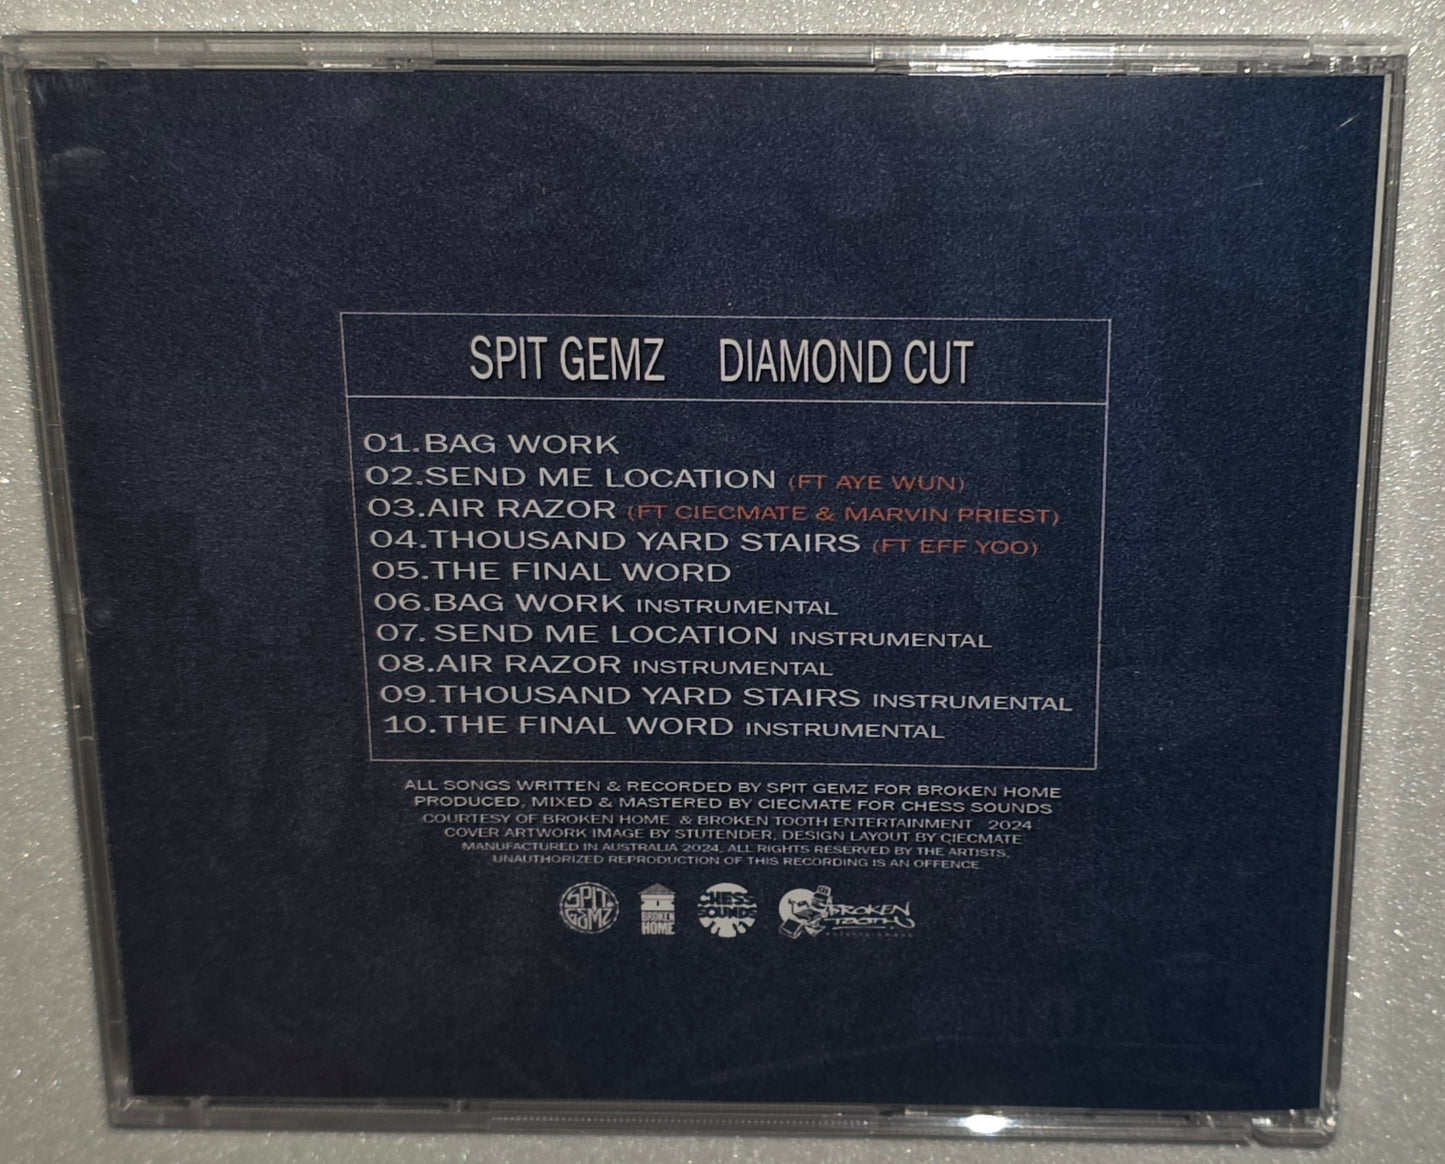 SPIT GEMZ DIAMOND CUT
01.BAG WORK
02.SEND ME LOCATION (FT AYE WUN)
03.AIR RAZOR (FT CIECMATE & MARVIN PRIEST)
04.THOUSAND YARD STAIRS (FT EFF YOO)
05.THE FINAL WORD
06.BAG WORK INSTRUMENTAL
07. SEND ME LOCATION INSTRUMENTAL
08.AIR RAZOR INSTRUMENTAL
09.THOUSAND YARD STAIRS INSTRUMENTAL
10.THE FINAL WORD INSTRUMENTAL
ALL SONGS WRITTEN & RECORDED BY SPIT GEMZ FOR BROKEN HOME
PRODUCED, MIXED & MASTERED BY CIECMATE FOR CHESS SOUNDS
COURTESY OF BROKEN HOME & BROKEN TOOTH ENTERTAINMENT 2024
COVER ARTWORK IMAGE BY STUTENDER, DESIGN LAYOUT BY CIECMATE
MANUFACTURED IN AUSTRALIA 2024, ALL RIGHTS RESERVED BY THE ARTISTS,
UNAUTHORIZED REPRODUCTION OF THIS RECORDING IS AN OFFENCE
SPIT GEMZ
BROKEN HOME
CHESS SOUNDS
BROKEN TOOTH